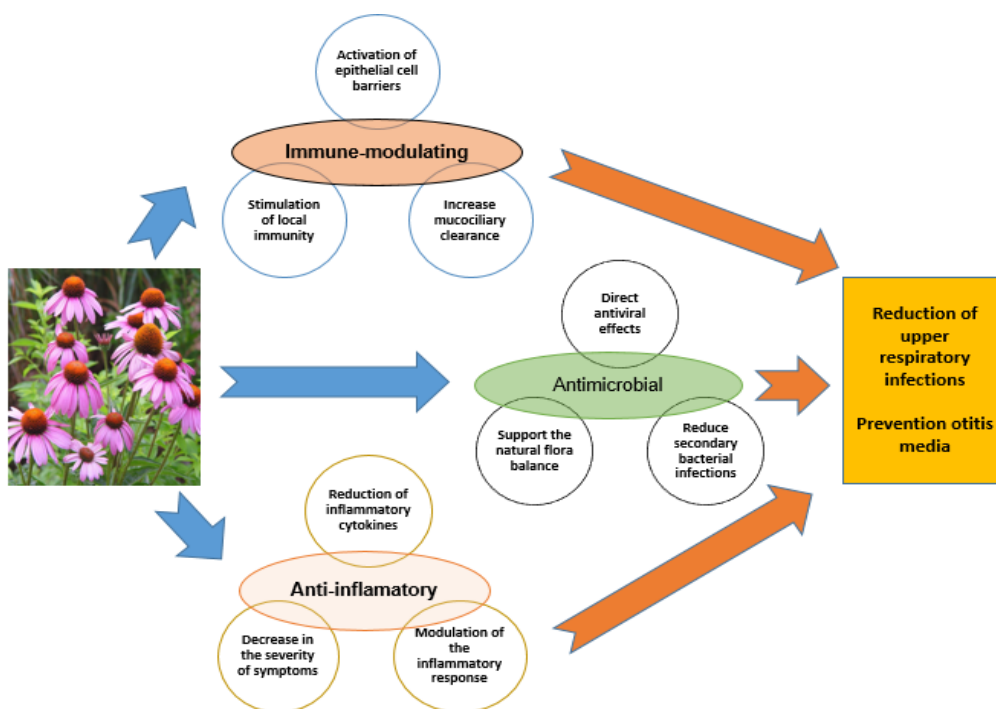 Activation of
epithelial cell
barriers
Immune-modulating
Stimulation
of local
immunity
Increase
mucociliary
clearance
Direct
antiviral
effects
Antimicrobial
Support the
natural flora
balance
Reduce
secondary
bacterial
infections
Reduction of
inflammatory
cytokines
Anti-inflamatory
Decrease in
the severity
of symptoms
Modulation of
the
inflammatory
response
Reduction of
upper
respiratory
infections
Prevention otitis
media